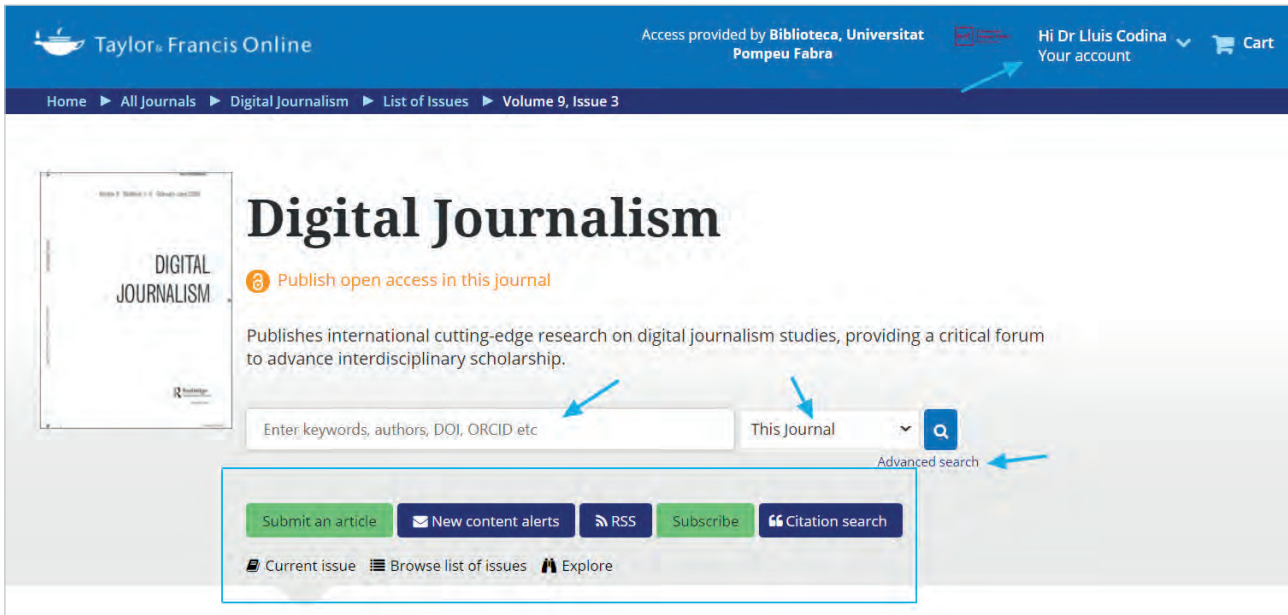 Taylor & Francis Online
Access provided by Biblioteca, Universitat
Pompeu Fabra
Hi Dr Lluis Codina
Your account
Cart
Home ▶ All Journals ▶ Digital Journalism ▶ List of Issues ▶ Volume 9, Issue 3
DIGITAL
JOURNALISM
Digital Journalism
Publish open access in this journal
Publishes international cutting-edge research on digital journalism studies, providing a critical forum
to advance interdisciplinary scholarship.
Enter keywords, authors, DOI, ORCID etc
This Journal
Advanced search
Submit an article
New content alerts
RSS
Subscribe
Citation search
Current issue
Browse list of issues
Explore